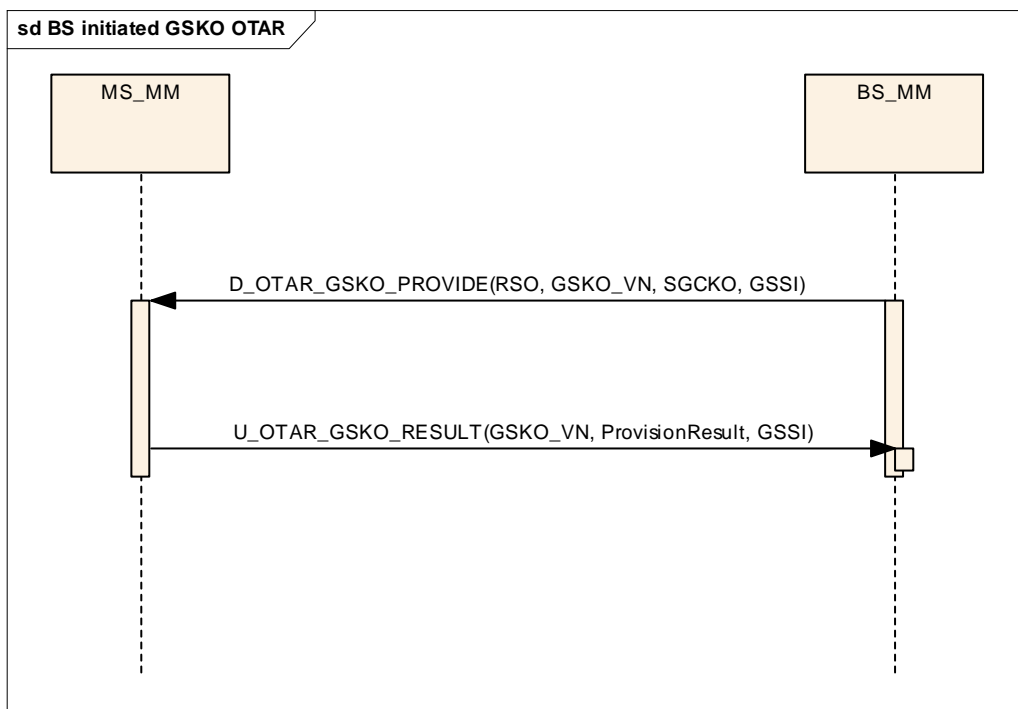 sd BS initiated GSKO OTAR
MS_MM
BS_MM
D_OTAR_GSKO_PROVIDE(RSO, GSKO_VN, SGCKO, GSSI)
U_OTAR_GSKO_RESULT(GSKO_VN, ProvisionResult, GSSI)